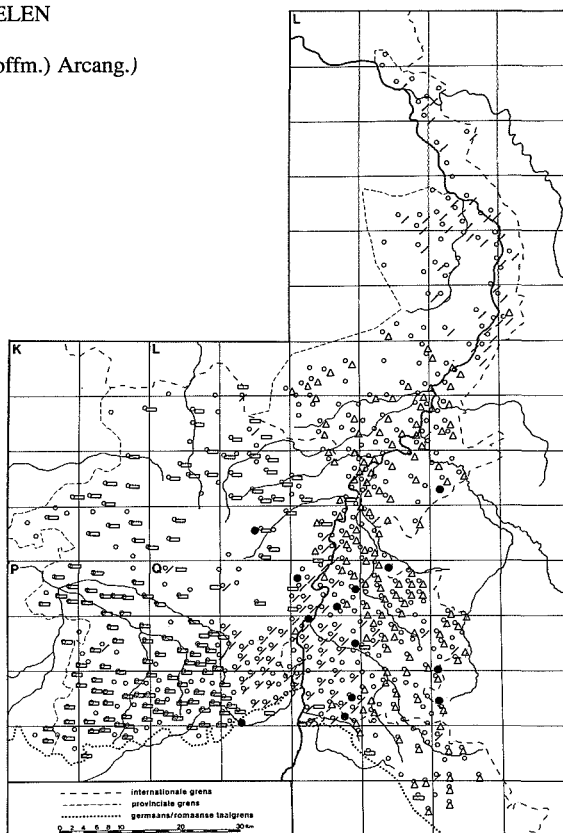 ELEN
offm.) Arcang.)
L
K
L
P
Q
internationale grens
provinciale grens
germaans/romaanse taalgrens
0 2 4 6 8 10 20 30 Km